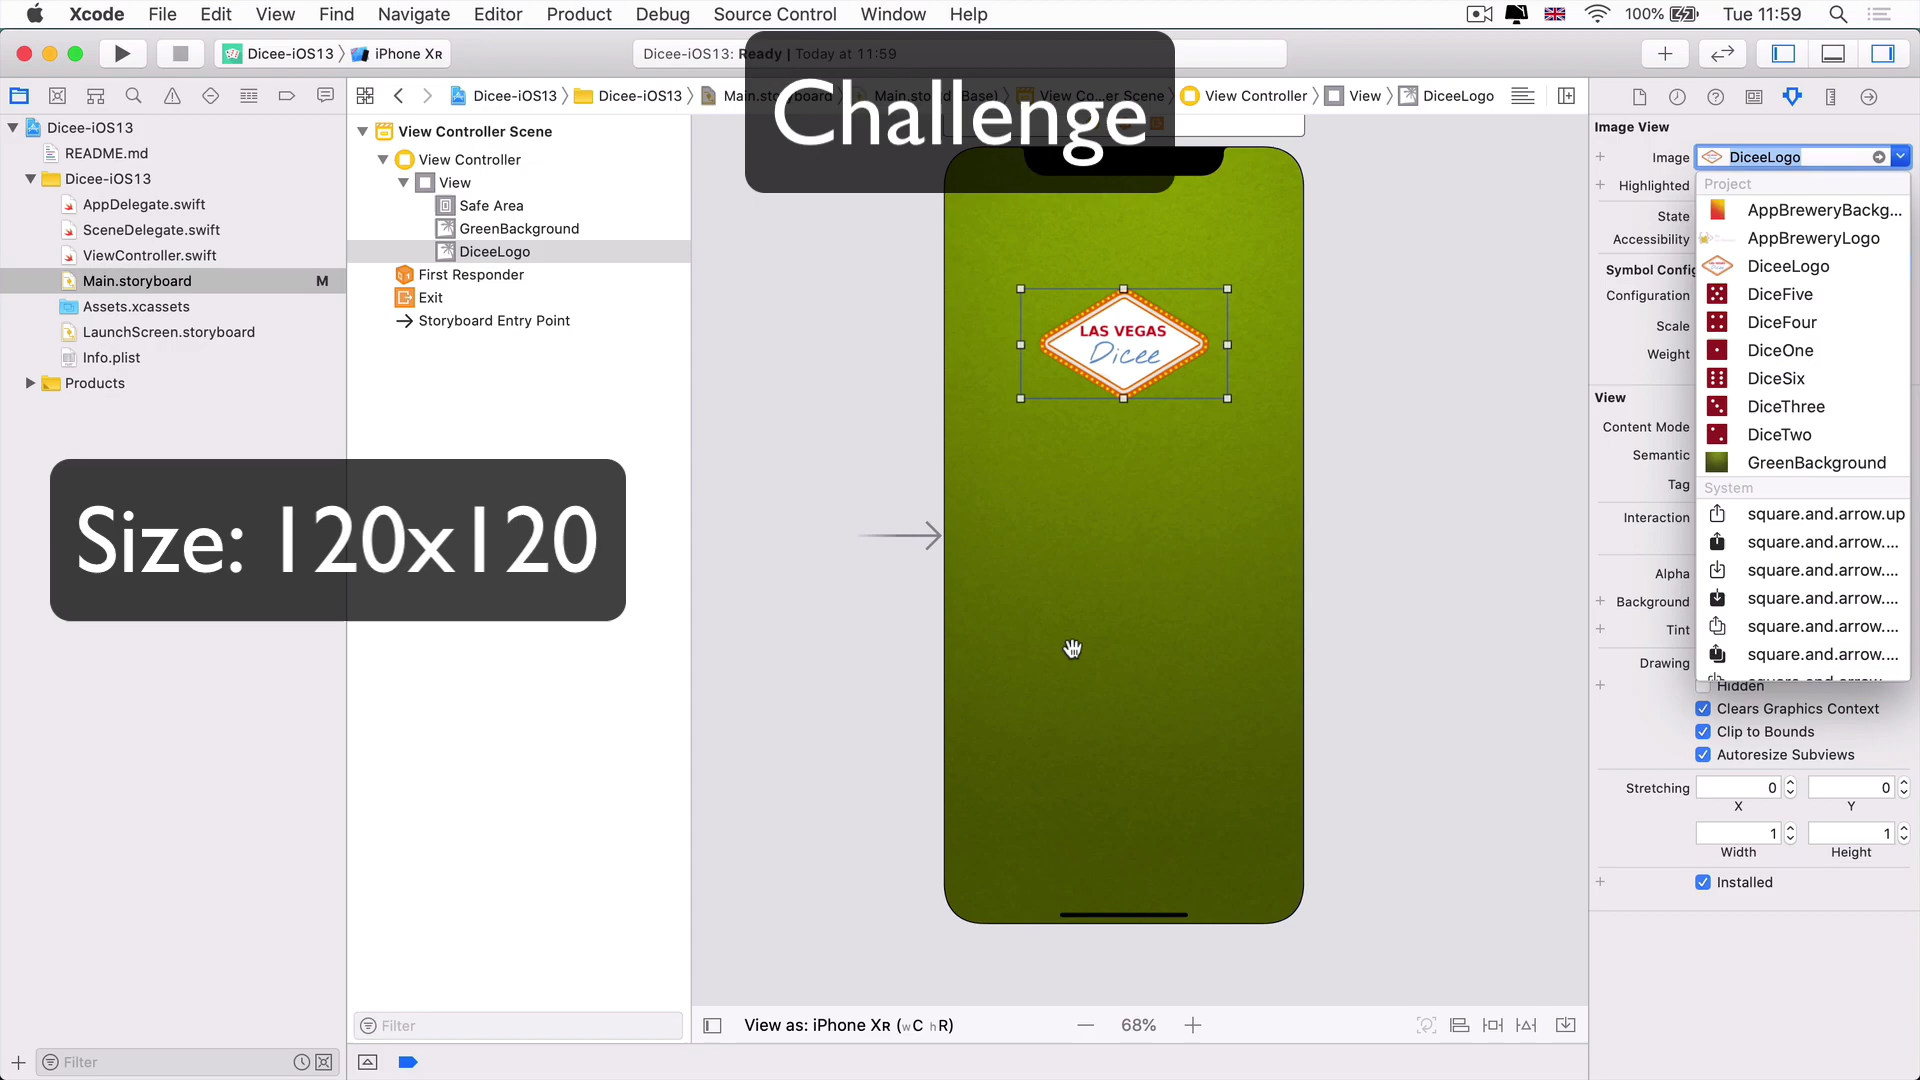 Xcode File Edit View Find Navigate Editor Product Debug Source Control Window Help 100% Tue 11:59
Dicee-iOS13 iPhone XR Dicee-iOS13: Ready | Today at 11:59
Challenge
Dicee-iOS13 Dicee-iOS13 Main.storyboard View Co...er Scene View Controller View DiceeLogo
Dicee-iOS13
README.md
Dicee-iOS13
AppDelegate.swift
SceneDelegate.swift
ViewController.swift
Main.storyboard M
Assets.xcassets
LaunchScreen.storyboard
Info.plist
Products
View Controller Scene
View Controller
View
Safe Area
GreenBackground
DiceeLogo
First Responder
Exit
Storyboard Entry Point
LAS VEGAS
Dicee
Size: 120x120
Image View
Image DiceeLogo
Highlighted
State
Accessibility
Symbol Config
Configuration
Scale
Weight
View
Content Mode
Semantic
Tag
Interaction
Alpha
Background
Tint
Drawing
Project
AppBreweryBackg...
AppBreweryLogo
DiceeLogo
DiceFive
DiceFour
DiceOne
DiceSix
DiceThree
DiceTwo
GreenBackground
System
square.and.arrow.up
square.and.arrow....
square.and.arrow....
square.and.arrow....
square.and.arrow....
square.and.arrow....
Hidden
Clears Graphics Context
Clip to Bounds
Autoresize Subviews
Stretching 0 0
X Y
1 1
Width Height
Installed
Filter
View as: iPhone XR (wC hR) 68%
Filter